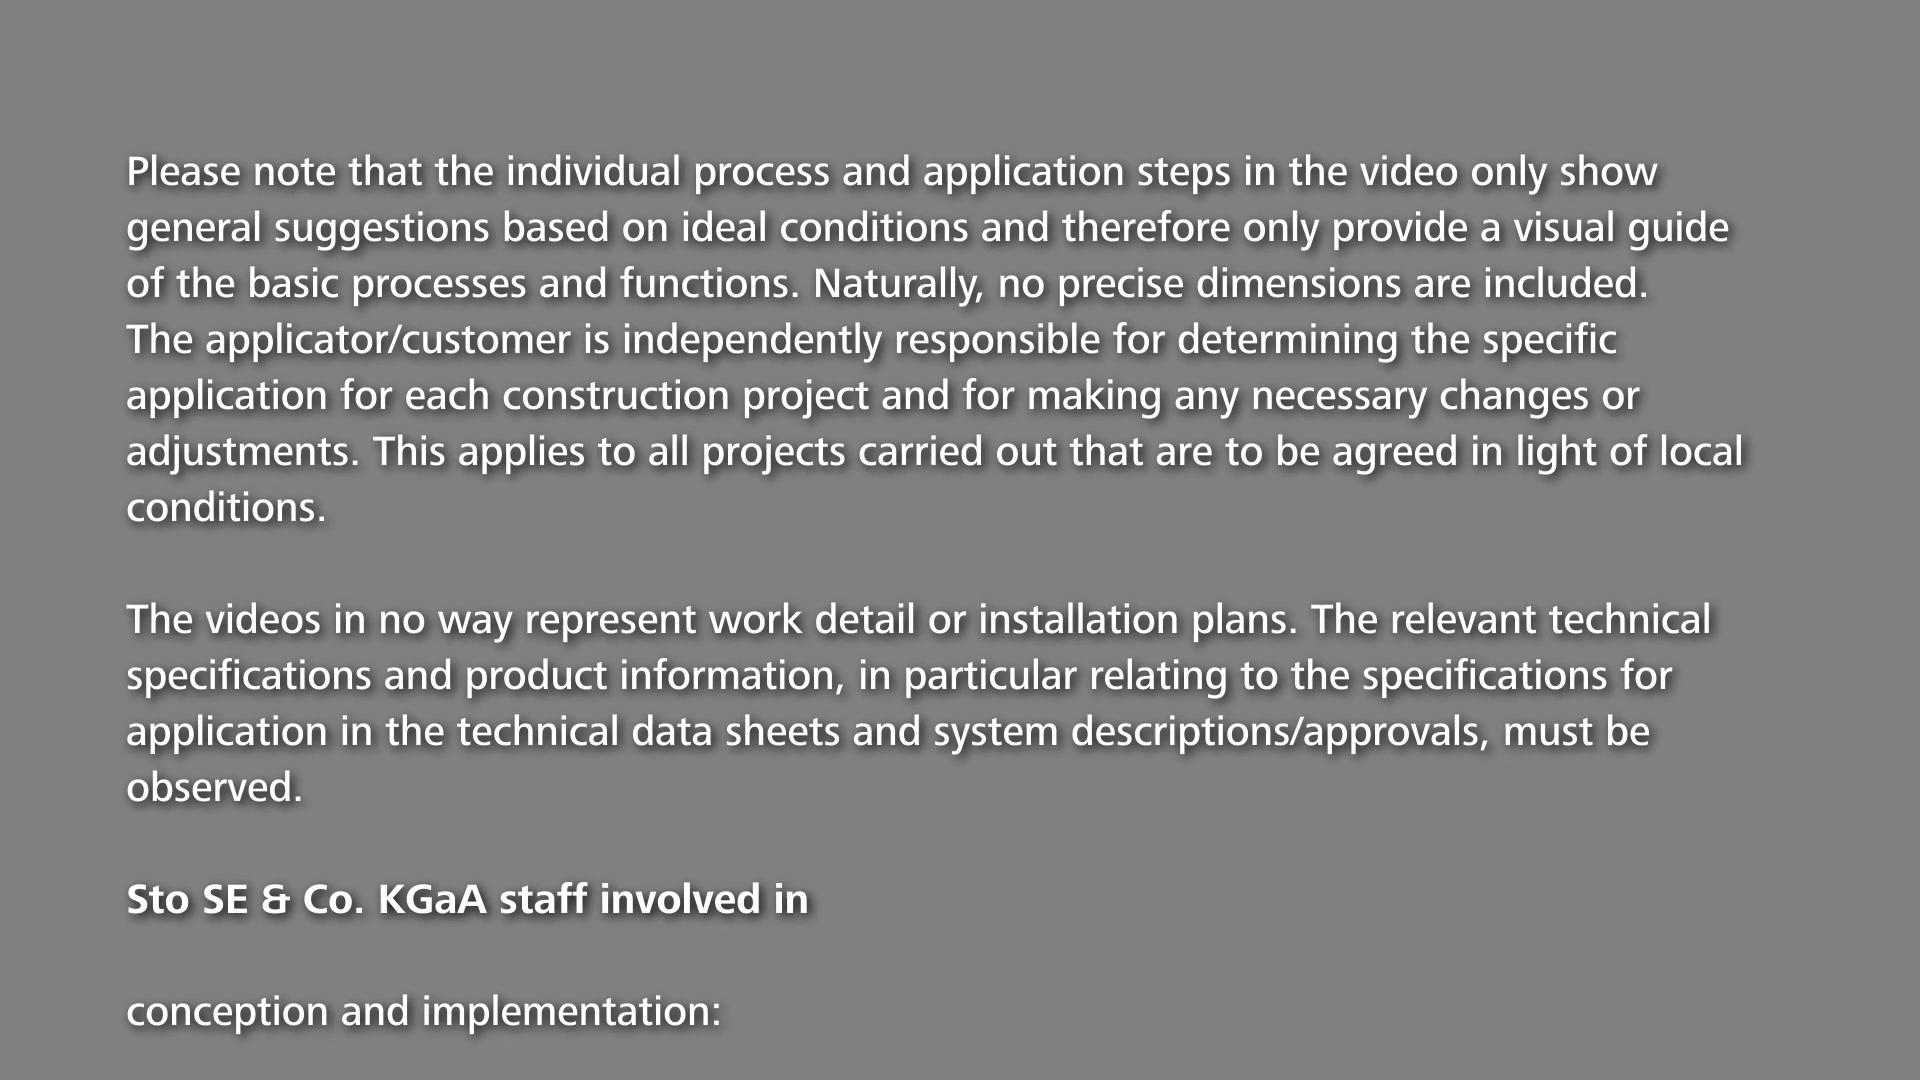 Please note that the individual process and application steps in the video only show
general suggestions based on ideal conditions and therefore only provide a visual guide
of the basic processes and functions. Naturally, no precise dimensions are included.
The applicator/customer is independently responsible for determining the specific
application for each construction project and for making any necessary changes or
adjustments. This applies to all projects carried out that are to be agreed in light of local
conditions.
The videos in no way represent work detail or installation plans. The relevant technical
specifications and product information, in particular relating to the specifications for
application in the technical data sheets and system descriptions/approvals, must be
observed.
Sto SE & Co. KGaA staff involved in
conception and implementation: